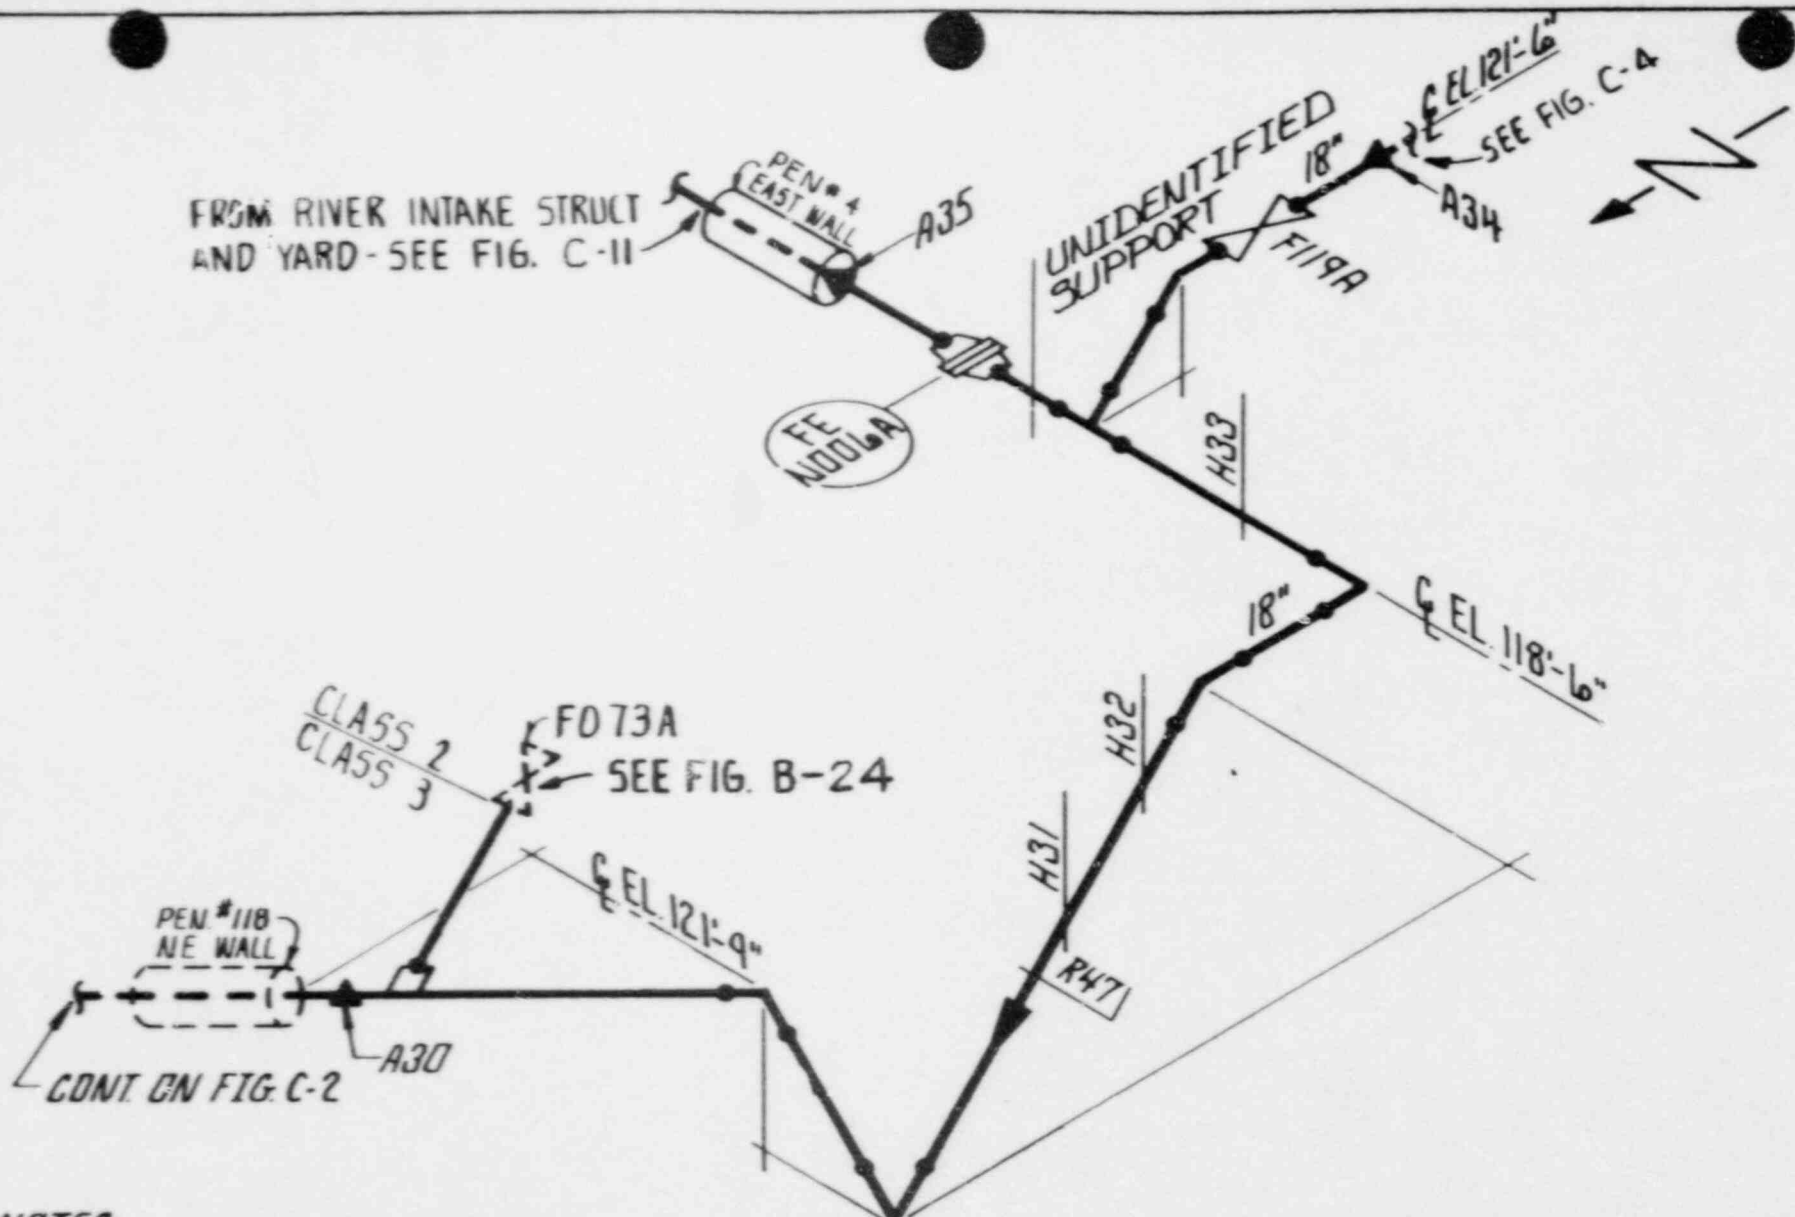 ℄ EL 121'-6"
SEE FIG. C-4
18"
A34
N
UNIDENTIFIED
SUPPORT
F119A
PEN # 4
EAST WALL
A35
FROM RIVER INTAKE STRUCT
AND YARD - SEE FIG. C-11
FE
N006A
H33
18"
℄ EL. 118'-6"
H32
H31
R47
CLASS 2
CLASS 3
F073A
SEE FIG. B-24
℄ EL. 121'-9"
PEN. #118
NE WALL
A30
CONT. ON FIG. C-2